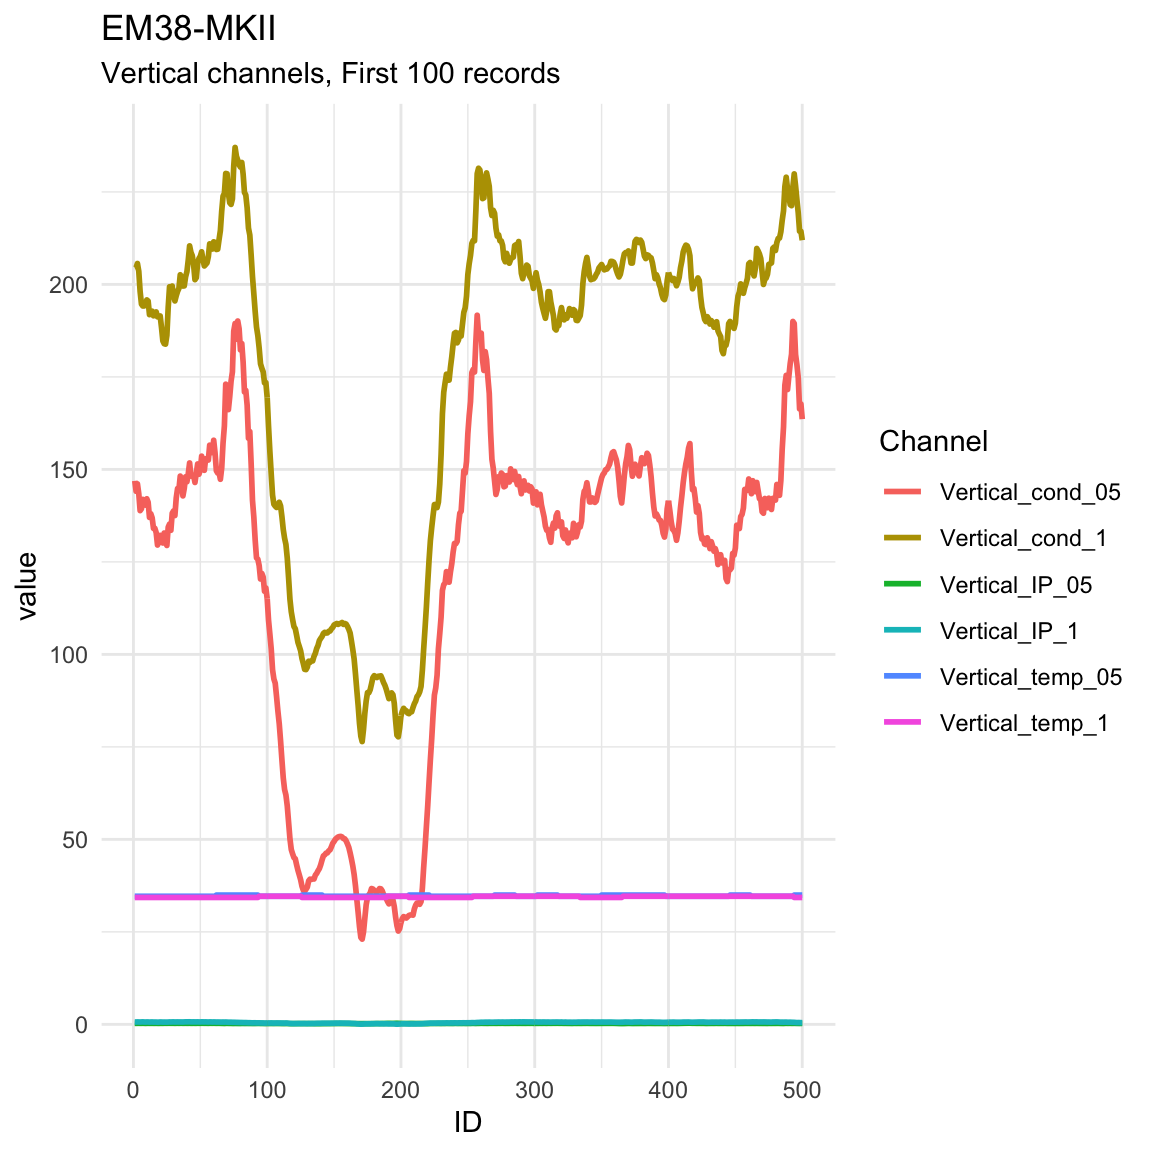 EM38-MKII
Vertical channels, First 100 records
value
200
150
100
50
0
0 100 200 300 400 500
ID
Channel
Vertical_cond_05
Vertical_cond_1
Vertical_IP_05
Vertical_IP_1
Vertical_temp_05
Vertical_temp_1